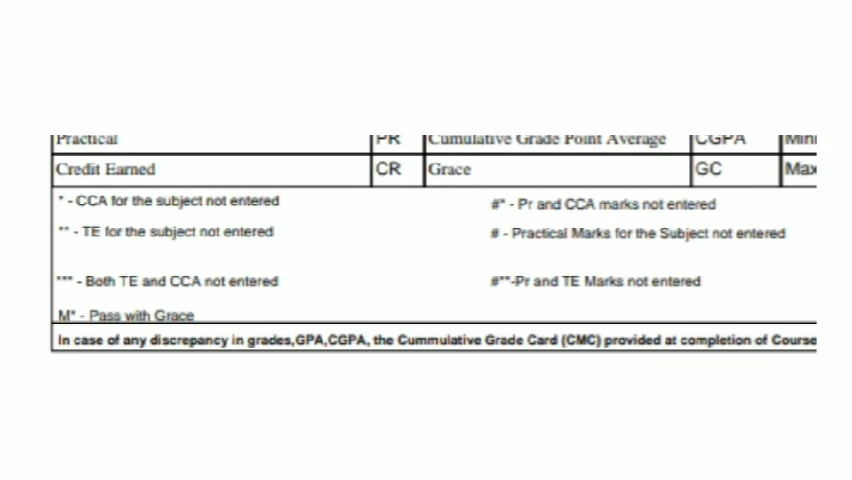 Practical PR Cumulative Grade Point Average CGPA
Credit Earned CR Grace GC Max
* - CCA for the subject not entered #* - Pr and CCA marks not entered
** - TE for the subject not entered # - Practical Marks for the Subject not entered
*** - Both TE and CCA not entered #**-Pr and TE Marks not entered
M* - Pass with Grace
In case of any discrepancy in grades,GPA,CGPA, the Cummulative Grade Card (CMC) provided at completion of Course